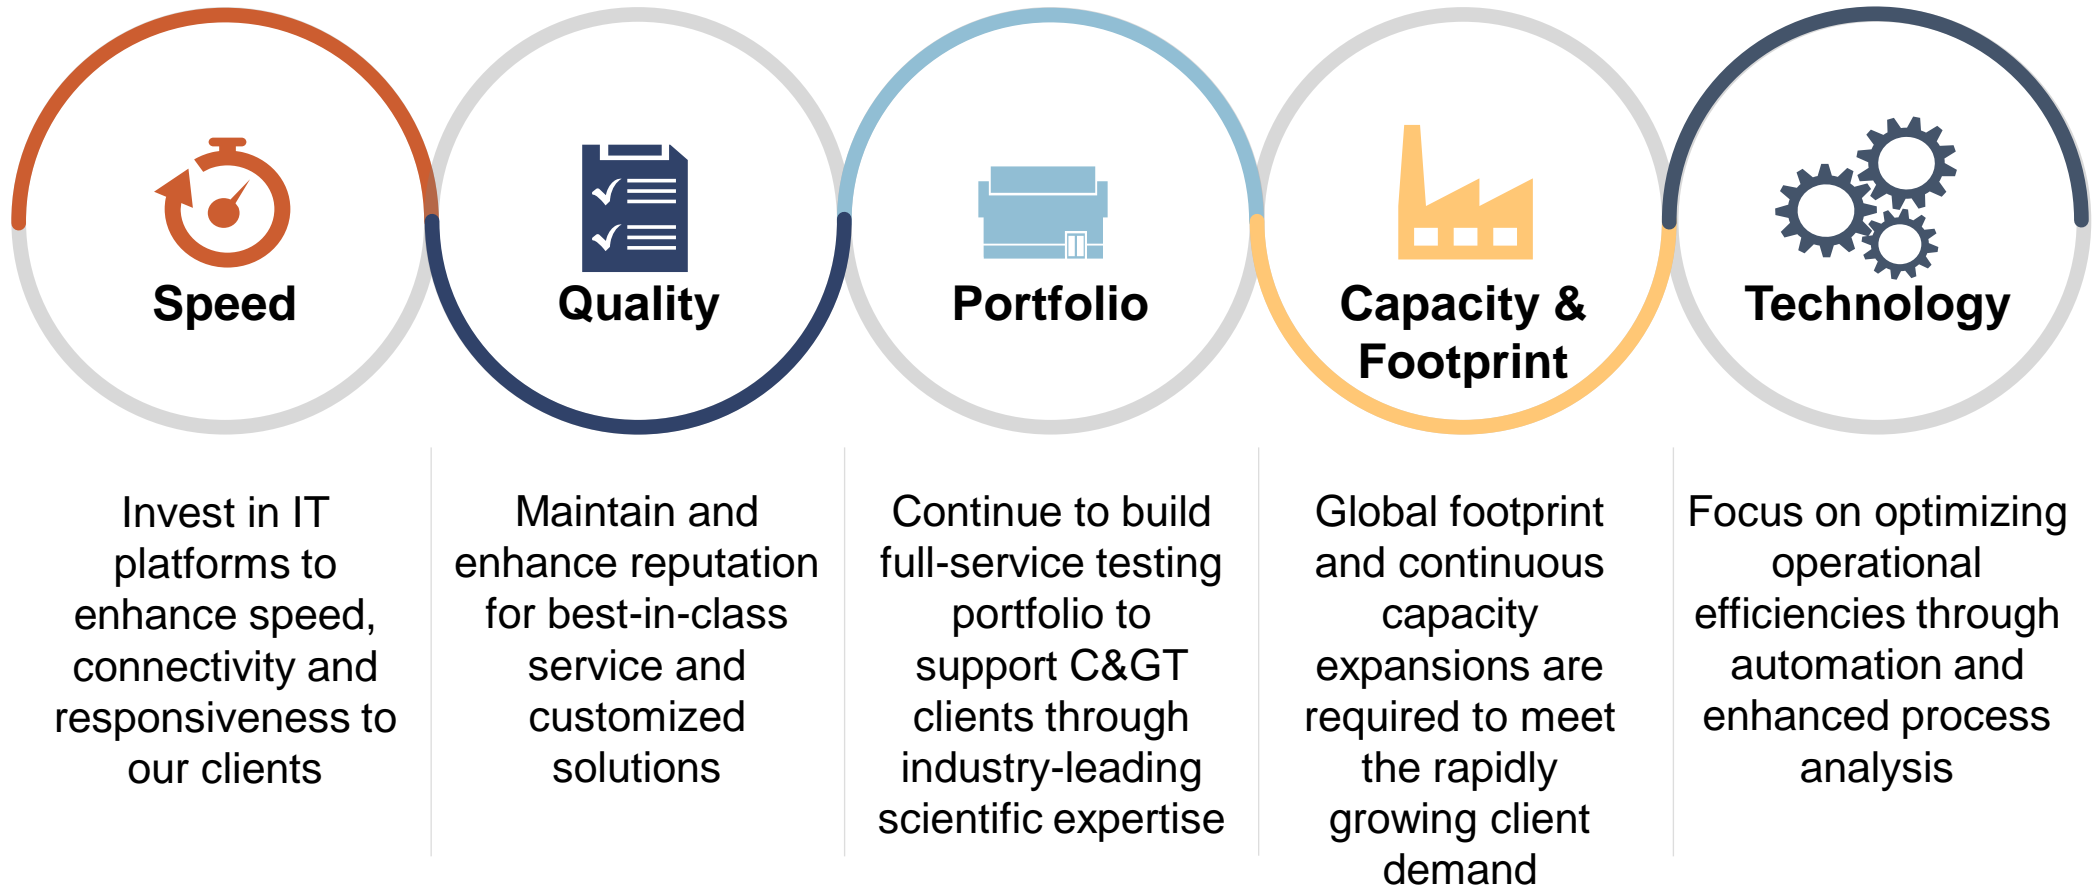 Speed
Invest in IT
platforms to
enhance speed,
connectivity and
responsiveness to
our clients
Quality
Maintain and
enhance reputation
for best-in-class
service and
customized
solutions
Portfolio
Continue to build
full-service testing
portfolio to
support C&GT
clients through
industry-leading
scientific expertise
Capacity &
Footprint
Global footprint
and continuous
capacity
expansions are
required to meet
the rapidly
growing client
demand
Technology
Focus on optimizing
operational
efficiencies through
automation and
enhanced process
analysis